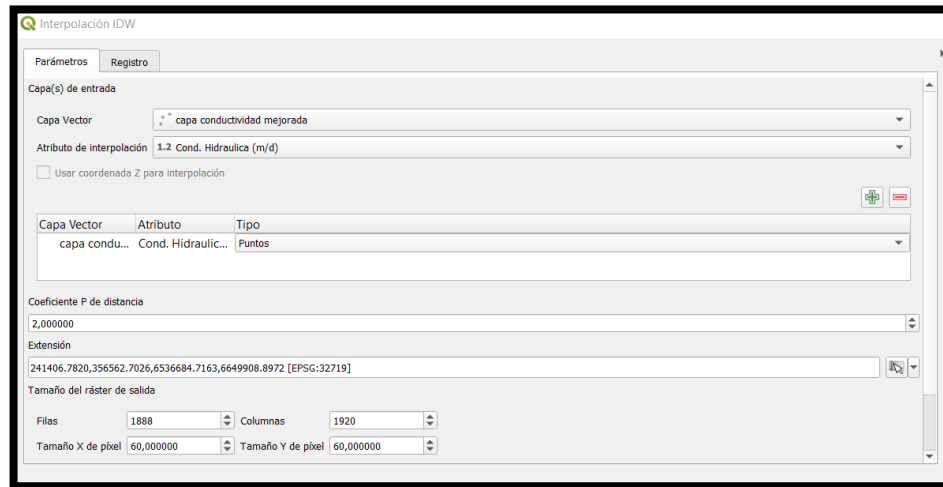 Interpolación IDW
Parámetros Registro
Capa(s) de entrada
Capa Vector capa conductividad mejorada
Atributo de interpolación 1.2 Cond. Hidraulica (m/d)
Usar coordenada Z para interpolación
Capa Vector Atributo Tipo
capa condu... Cond. Hidraulic... Puntos
Coeficiente P de distancia
2,000000
Extensión
241406.7820,356562.7026,6536684.7163,6649908.8972 [EPSG:32719]
Tamaño del ráster de salida
Filas 1888 Columnas 1920
Tamaño X de píxel 60,000000 Tamaño Y de píxel 60,000000